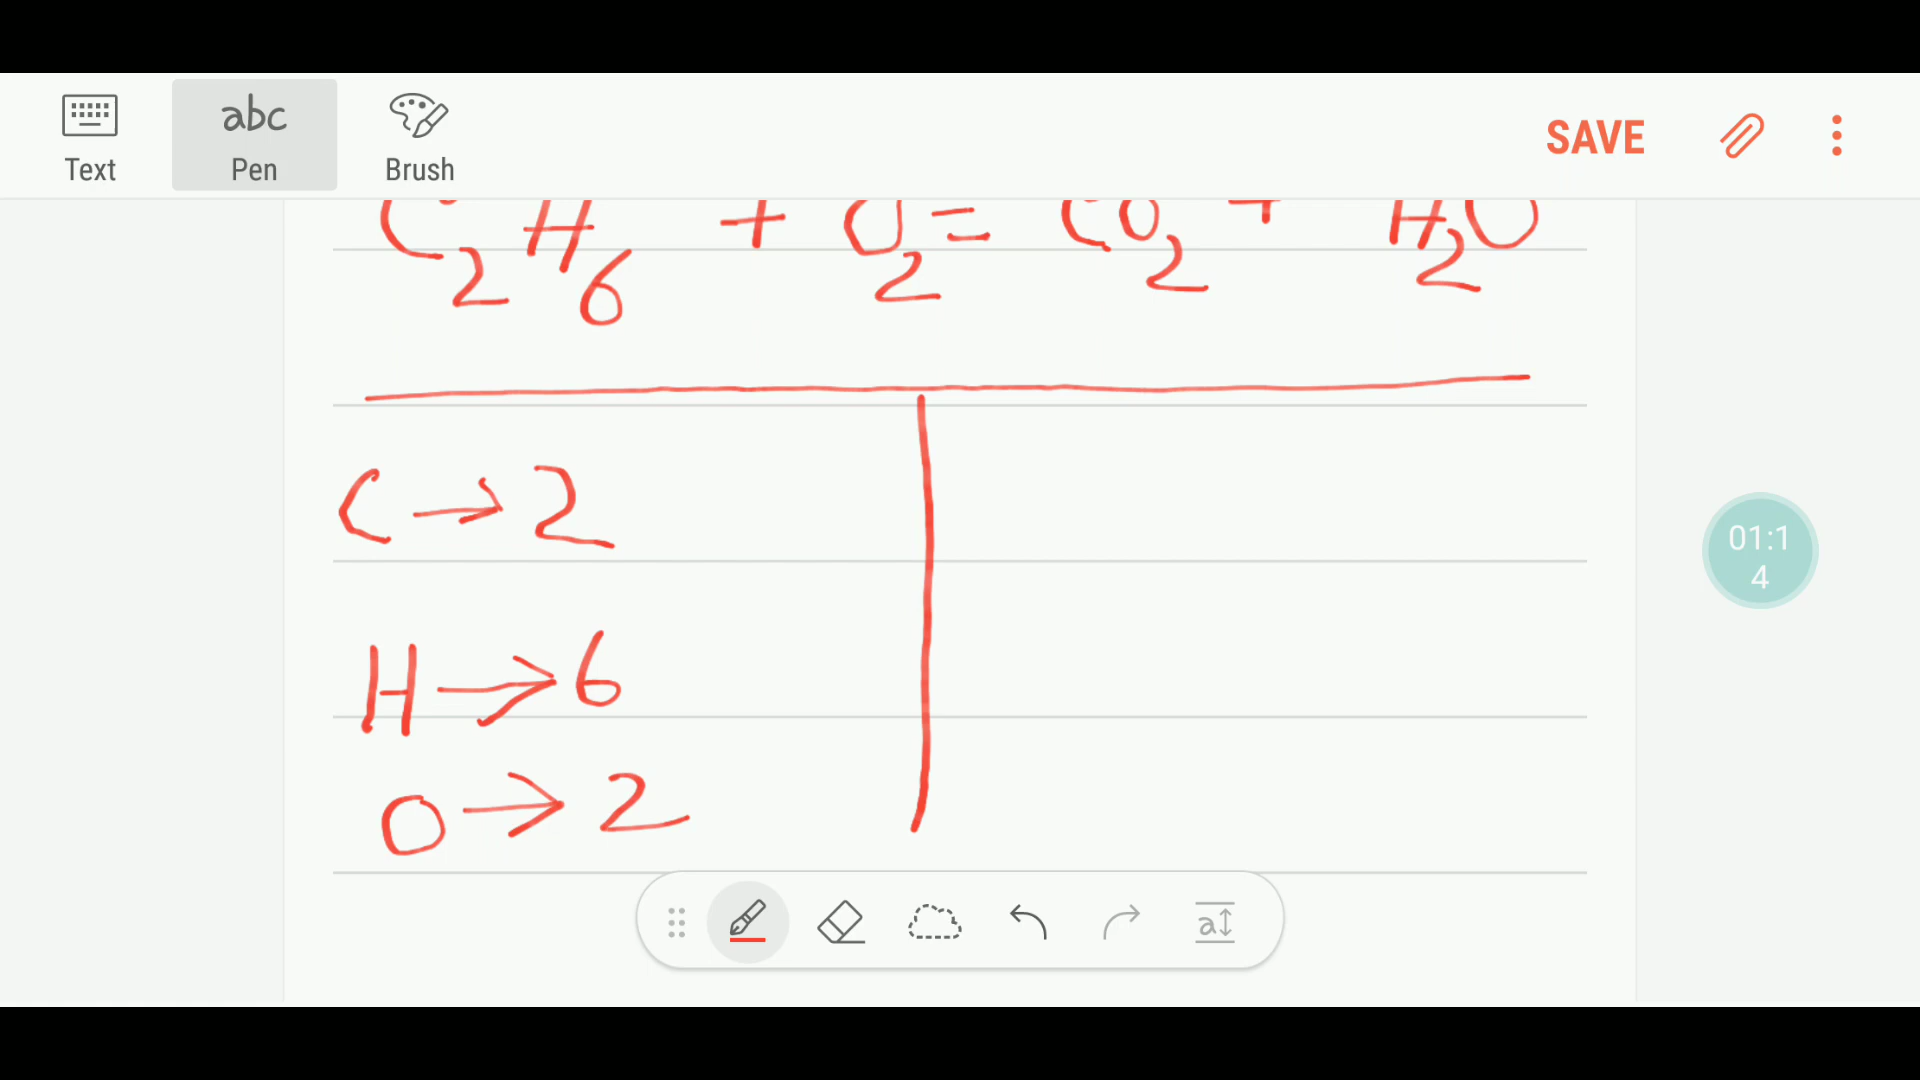 Text
abc
Pen
Brush
SAVE
C2H6 + O2 = CO2 + H2O
C → 2
H → 6
O → 2
01:1
4
a